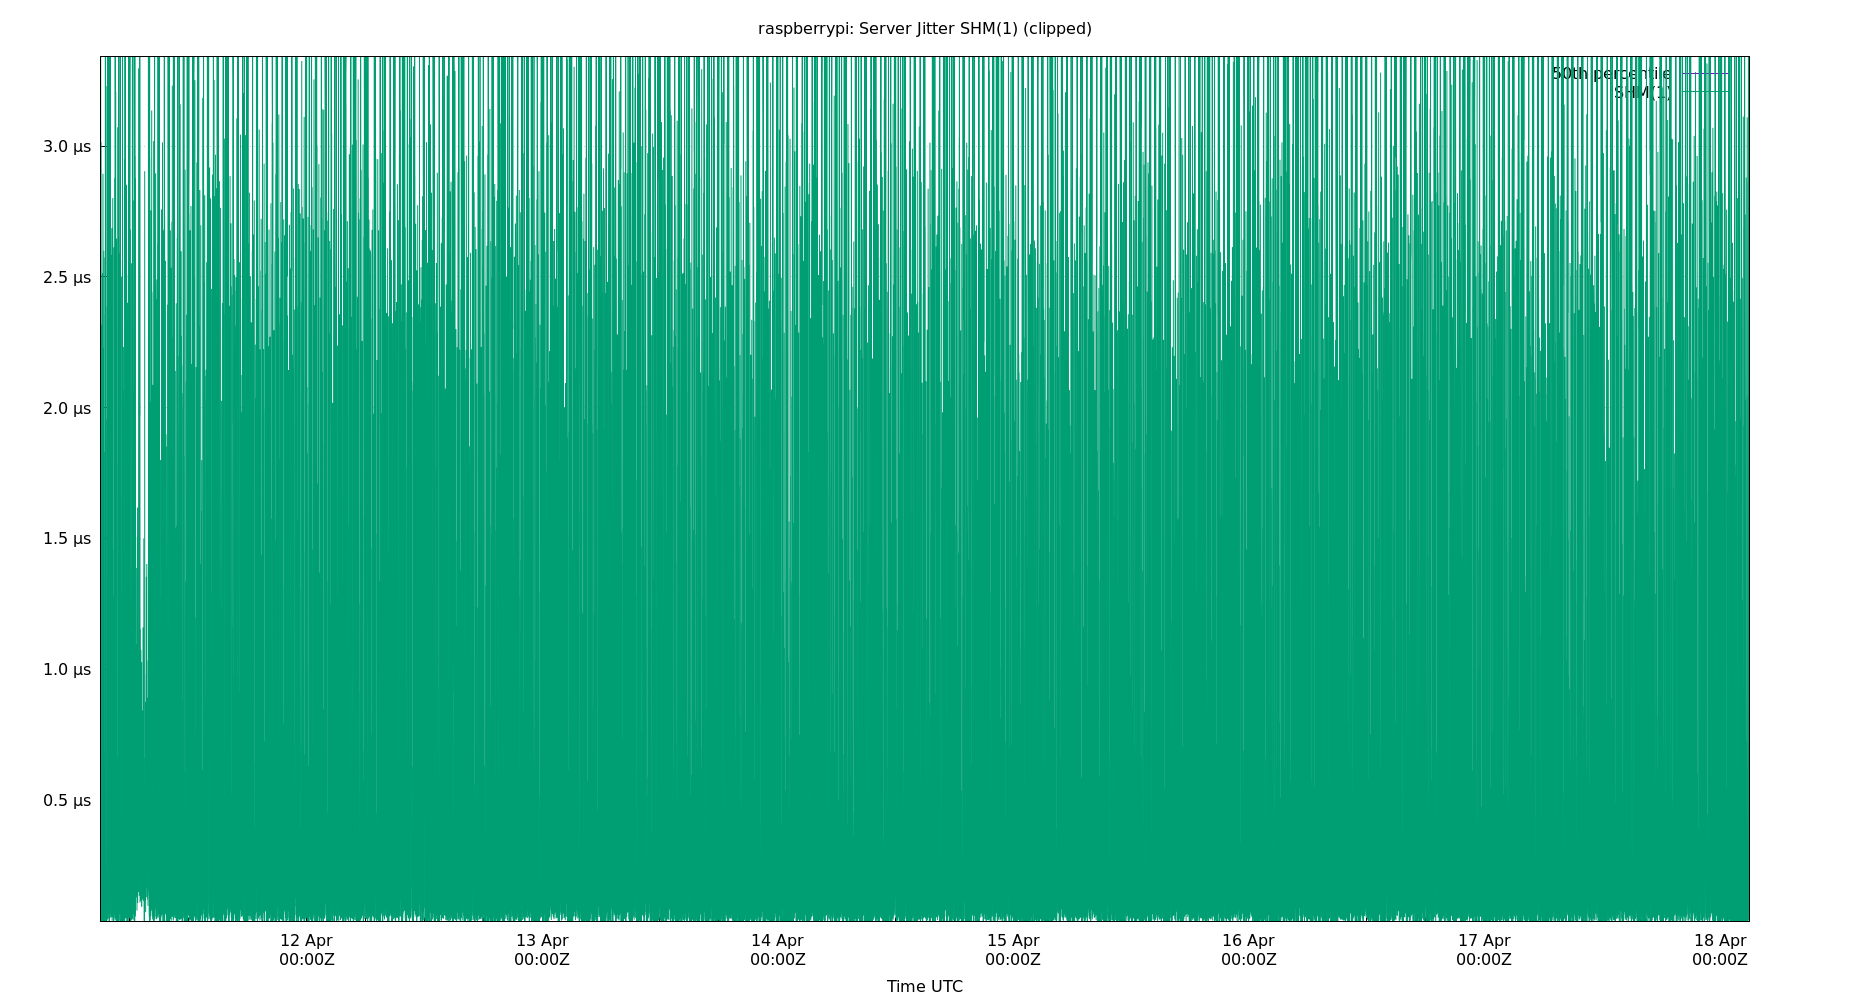 raspberrypi: Server Jitter SHM(1) (clipped)
50th percentile
SHM(1)
3.0 µs
2.5 µs
2.0 µs
1.5 µs
1.0 µs
0.5 µs
12 Apr 13 Apr 14 Apr 15 Apr 16 Apr 17 Apr 18 Apr
00:00Z 00:00Z 00:00Z 00:00Z 00:00Z 00:00Z 00:00Z
Time UTC